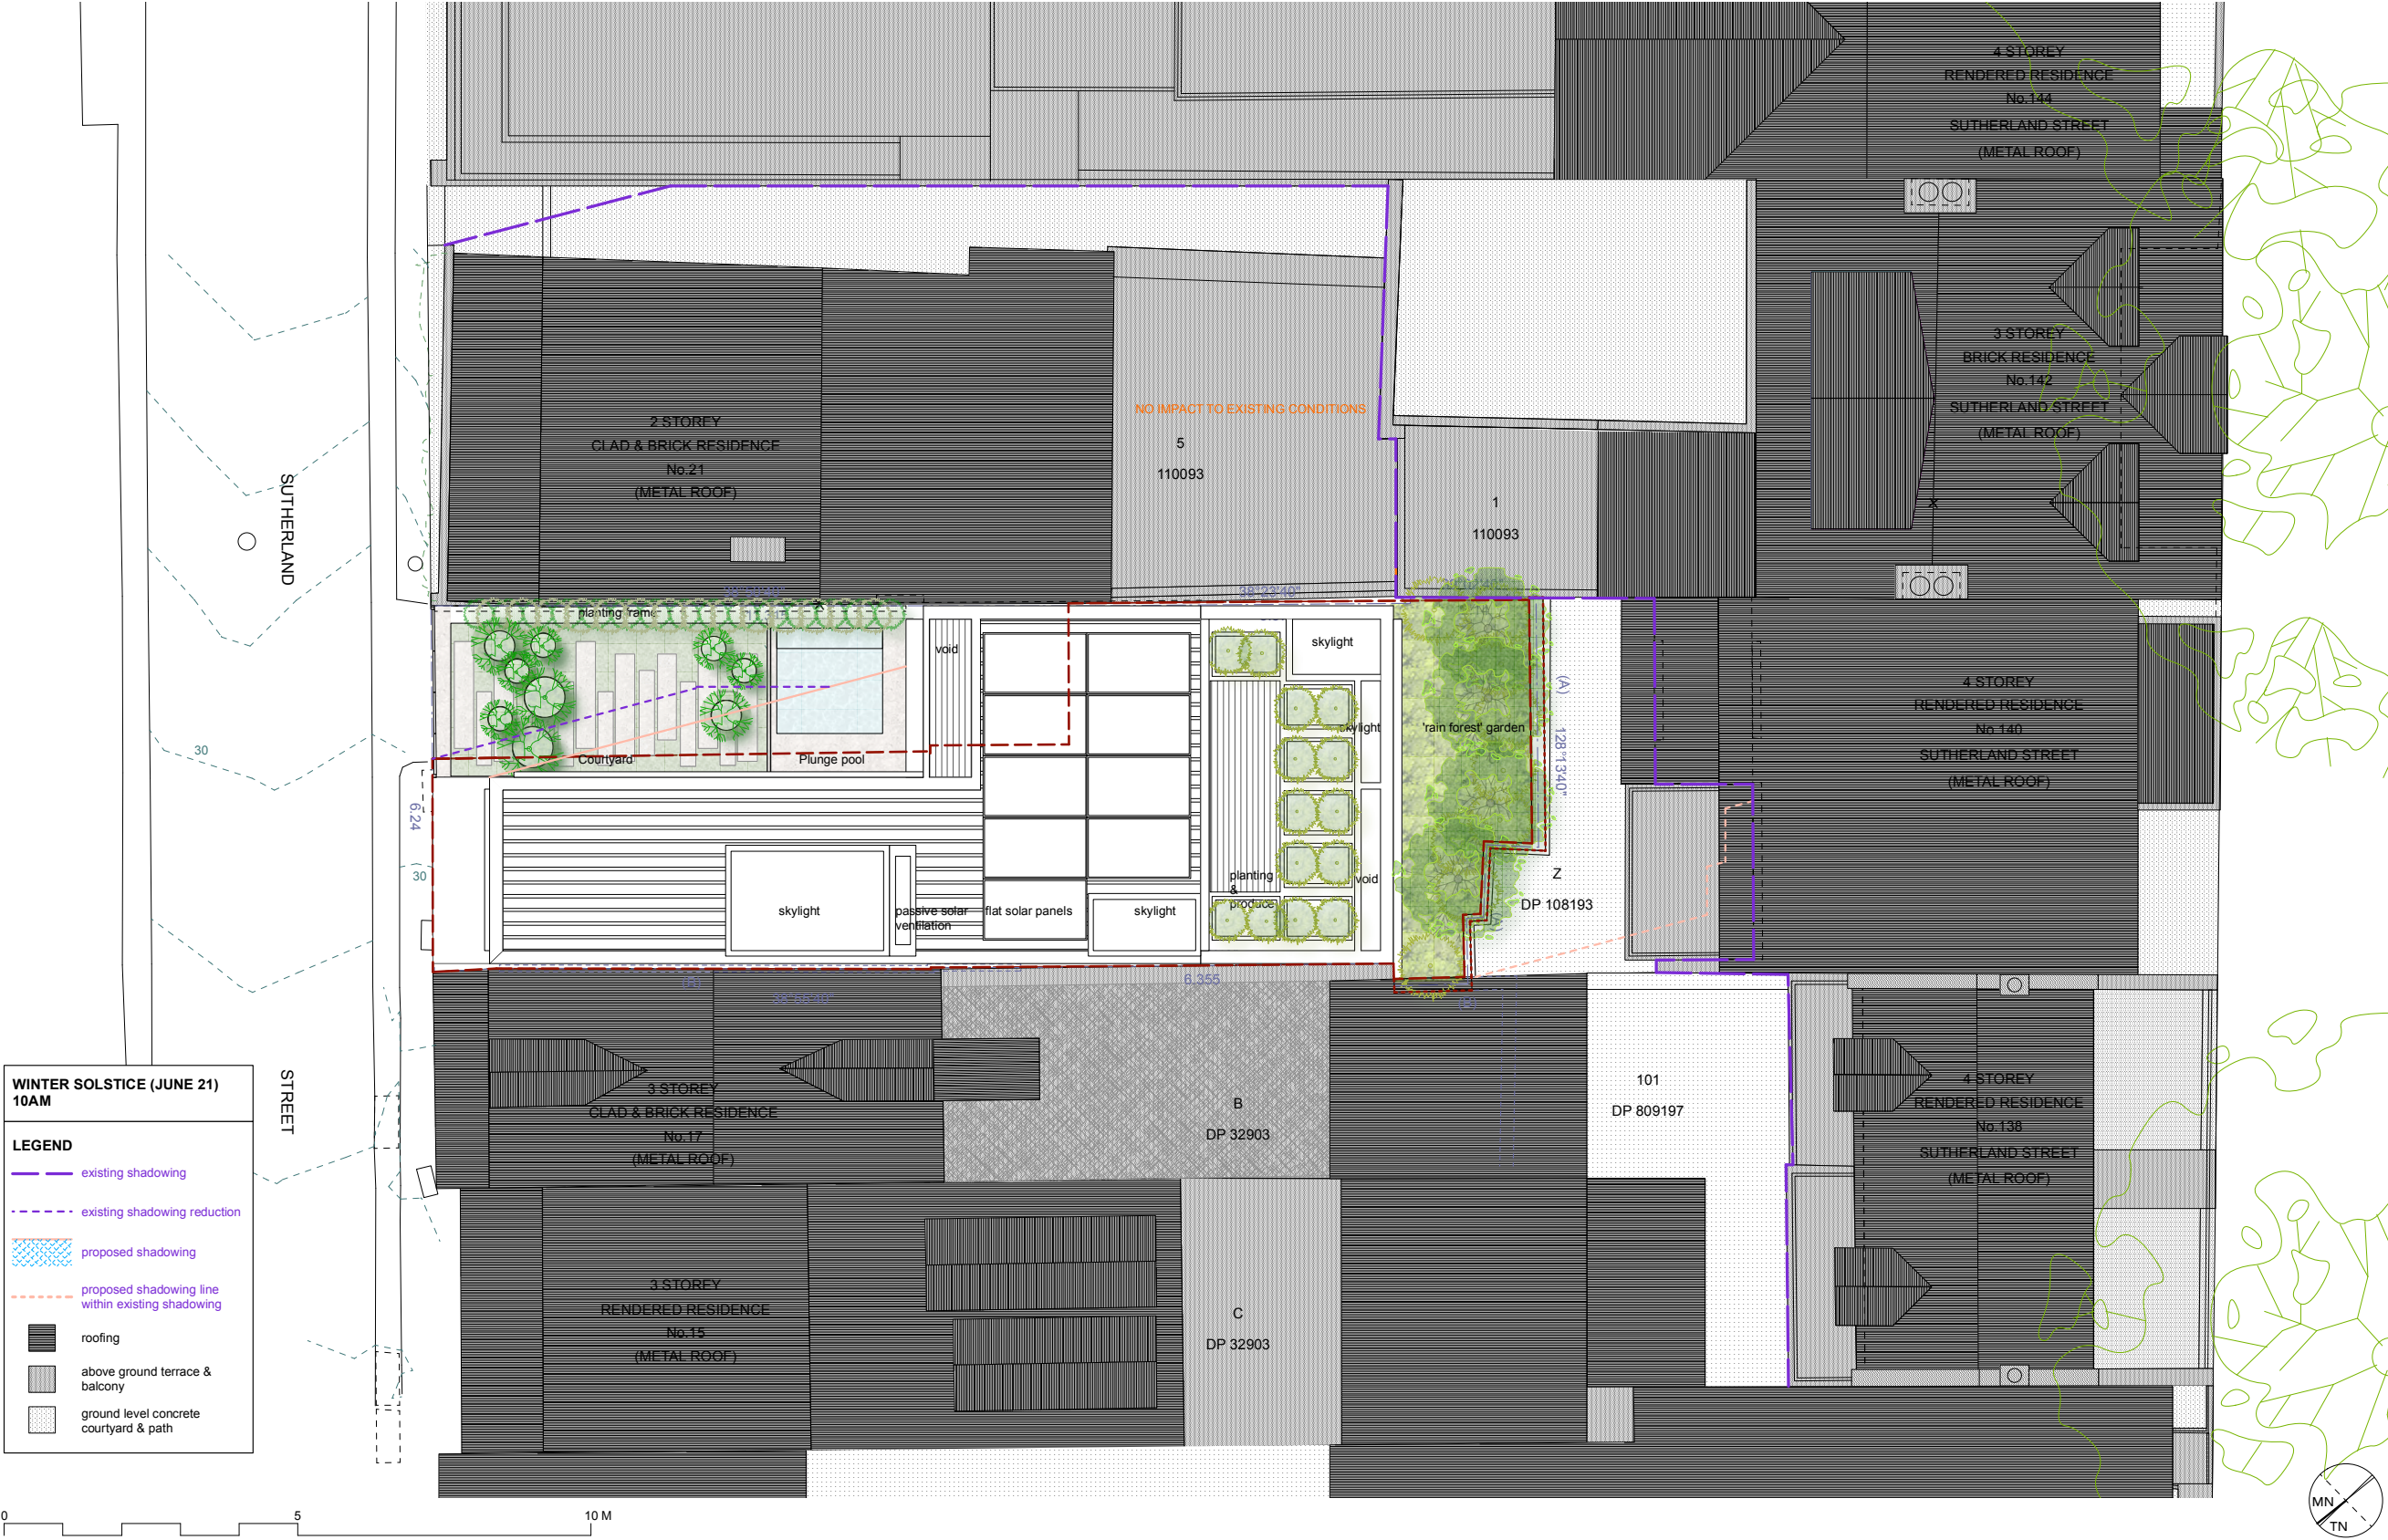 4 STOREY
RENDERED RESIDENCE
No.144
SUTHERLAND STREET
(METAL ROOF)
3 STOREY
BRICK RESIDENCE
No.142
SUTHERLAND STREET
(METAL ROOF)
2 STOREY
CLAD & BRICK RESIDENCE
No.21
(METAL ROOF)
NO IMPACT TO EXISTING CONDITIONS
5
110093
1
110093
SUTHERLAND
38°23'40"
planting frame
void
skylight
skylight
'rain forest' garden
(A)
128°13'40"
4 STOREY
RENDERED RESIDENCE
No.140
SUTHERLAND STREET
(METAL ROOF)
30
Courtyard
Plunge pool
6.24
30
Z
DP 108193
planting
&
produce
void
skylight
passive solar
ventilation
flat solar panels
skylight
6.355
3 STOREY
CLAD & BRICK RESIDENCE
No.17
(METAL ROOF)
B
DP 32903
101
DP 809197
4 STOREY
RENDERED RESIDENCE
No.138
SUTHERLAND STREET
(METAL ROOF)
STREET
3 STOREY
RENDERED RESIDENCE
No.15
(METAL ROOF)
C
DP 32903
WINTER SOLSTICE (JUNE 21)
10AM
LEGEND
existing shadowing
existing shadowing reduction
proposed shadowing
proposed shadowing line
within existing shadowing
roofing
above ground terrace &
balcony
ground level concrete
courtyard & path
0 5 10 M
MN
TN